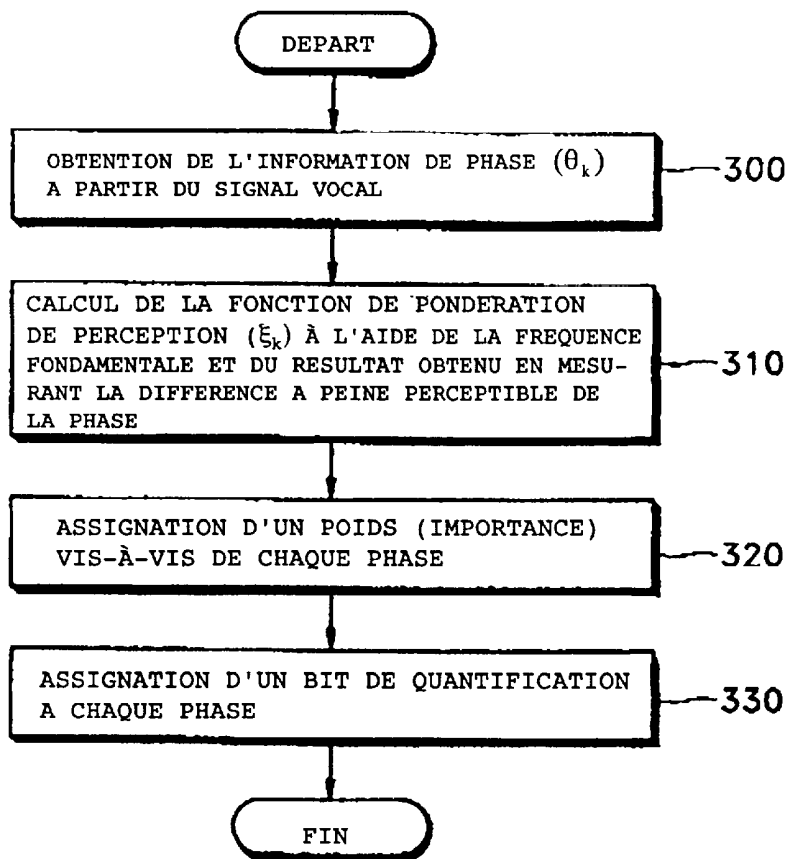 DEPART
OBTENTION DE L'INFORMATION DE PHASE (θk)
A PARTIR DU SIGNAL VOCAL
300
CALCUL DE LA FONCTION DE PONDERATION
DE PERCEPTION (ξk) À L'AIDE DE LA FREQUENCE
FONDAMENTALE ET DU RESULTAT OBTENU EN MESU-
RANT LA DIFFERENCE A PEINE PERCEPTIBLE DE
LA PHASE
310
ASSIGNATION D'UN POIDS (IMPORTANCE)
VIS-À-VIS DE CHAQUE PHASE
320
ASSIGNATION D'UN BIT DE QUANTIFICATION
A CHAQUE PHASE
330
FIN